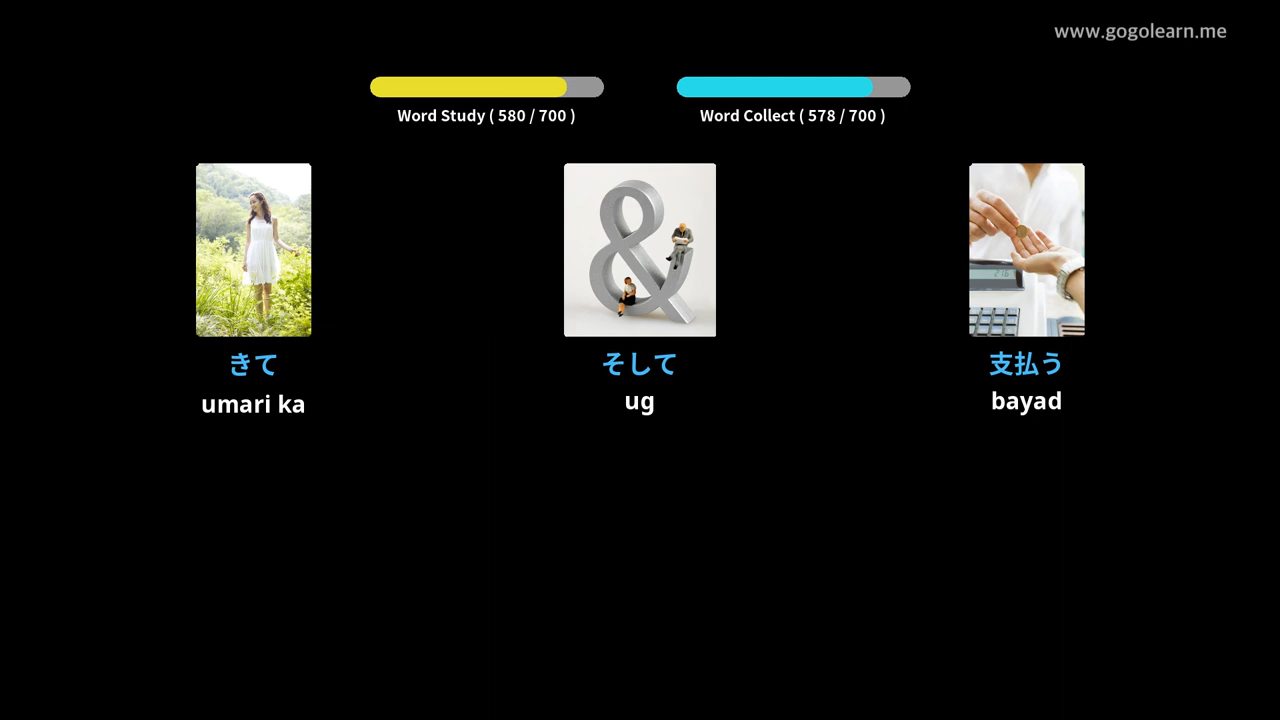 www.gogolearn.me
Word Study ( 580 / 700 )
Word Collect ( 578 / 700 )
きて
umari ka
そして
ug
支払う
bayad